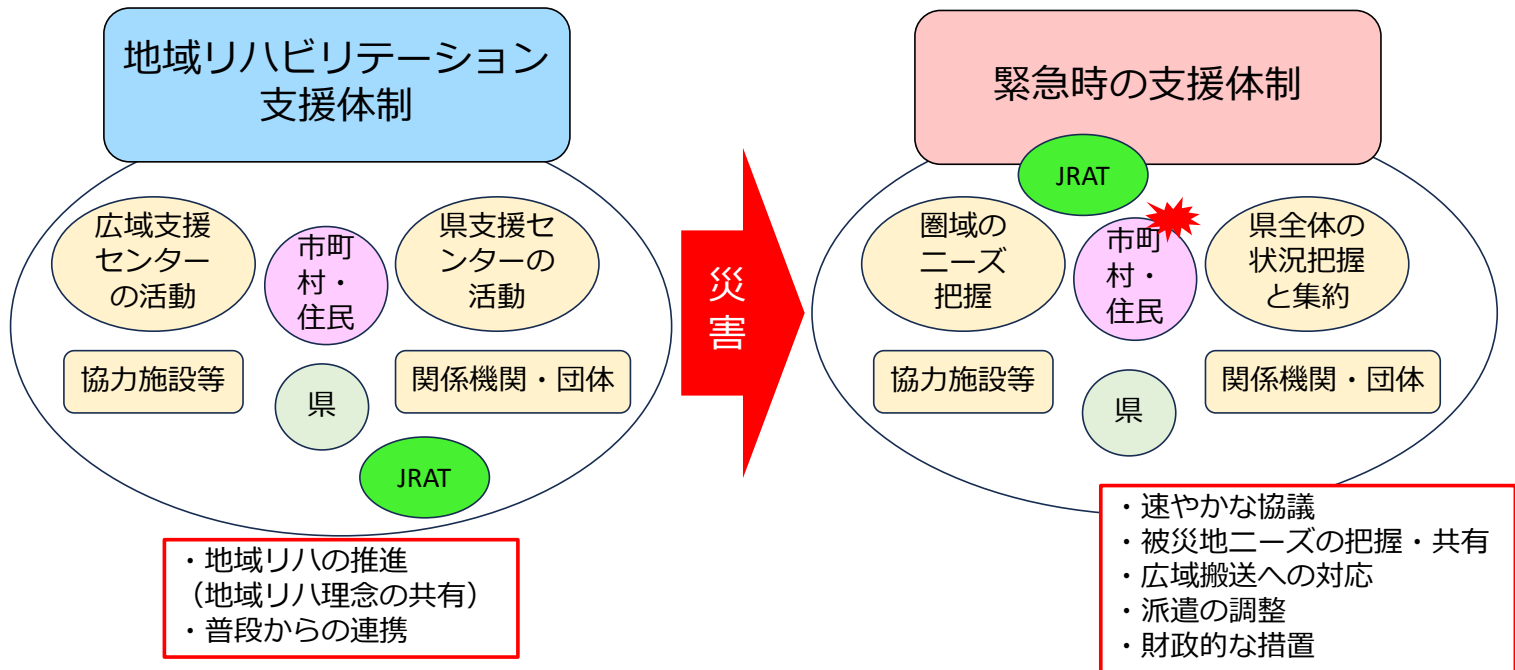 地域リハビリテーション
支援体制
広域支援
センター
の活動
市町
村・
住民
県支援セ
ンターの
活動
協力施設等
県
関係機関・団体
JRAT
・地域リハの推進
（地域リハ理念の共有）
・普段からの連携
災
害
緊急時の支援体制
JRAT
圏域の
ニーズ
把握
市町
村・
住民
県全体の
状況把握
と集約
協力施設等
県
関係機関・団体
・速やかな協議
・被災地ニーズの把握・共有
・広域搬送への対応
・派遣の調整
・財政的な措置